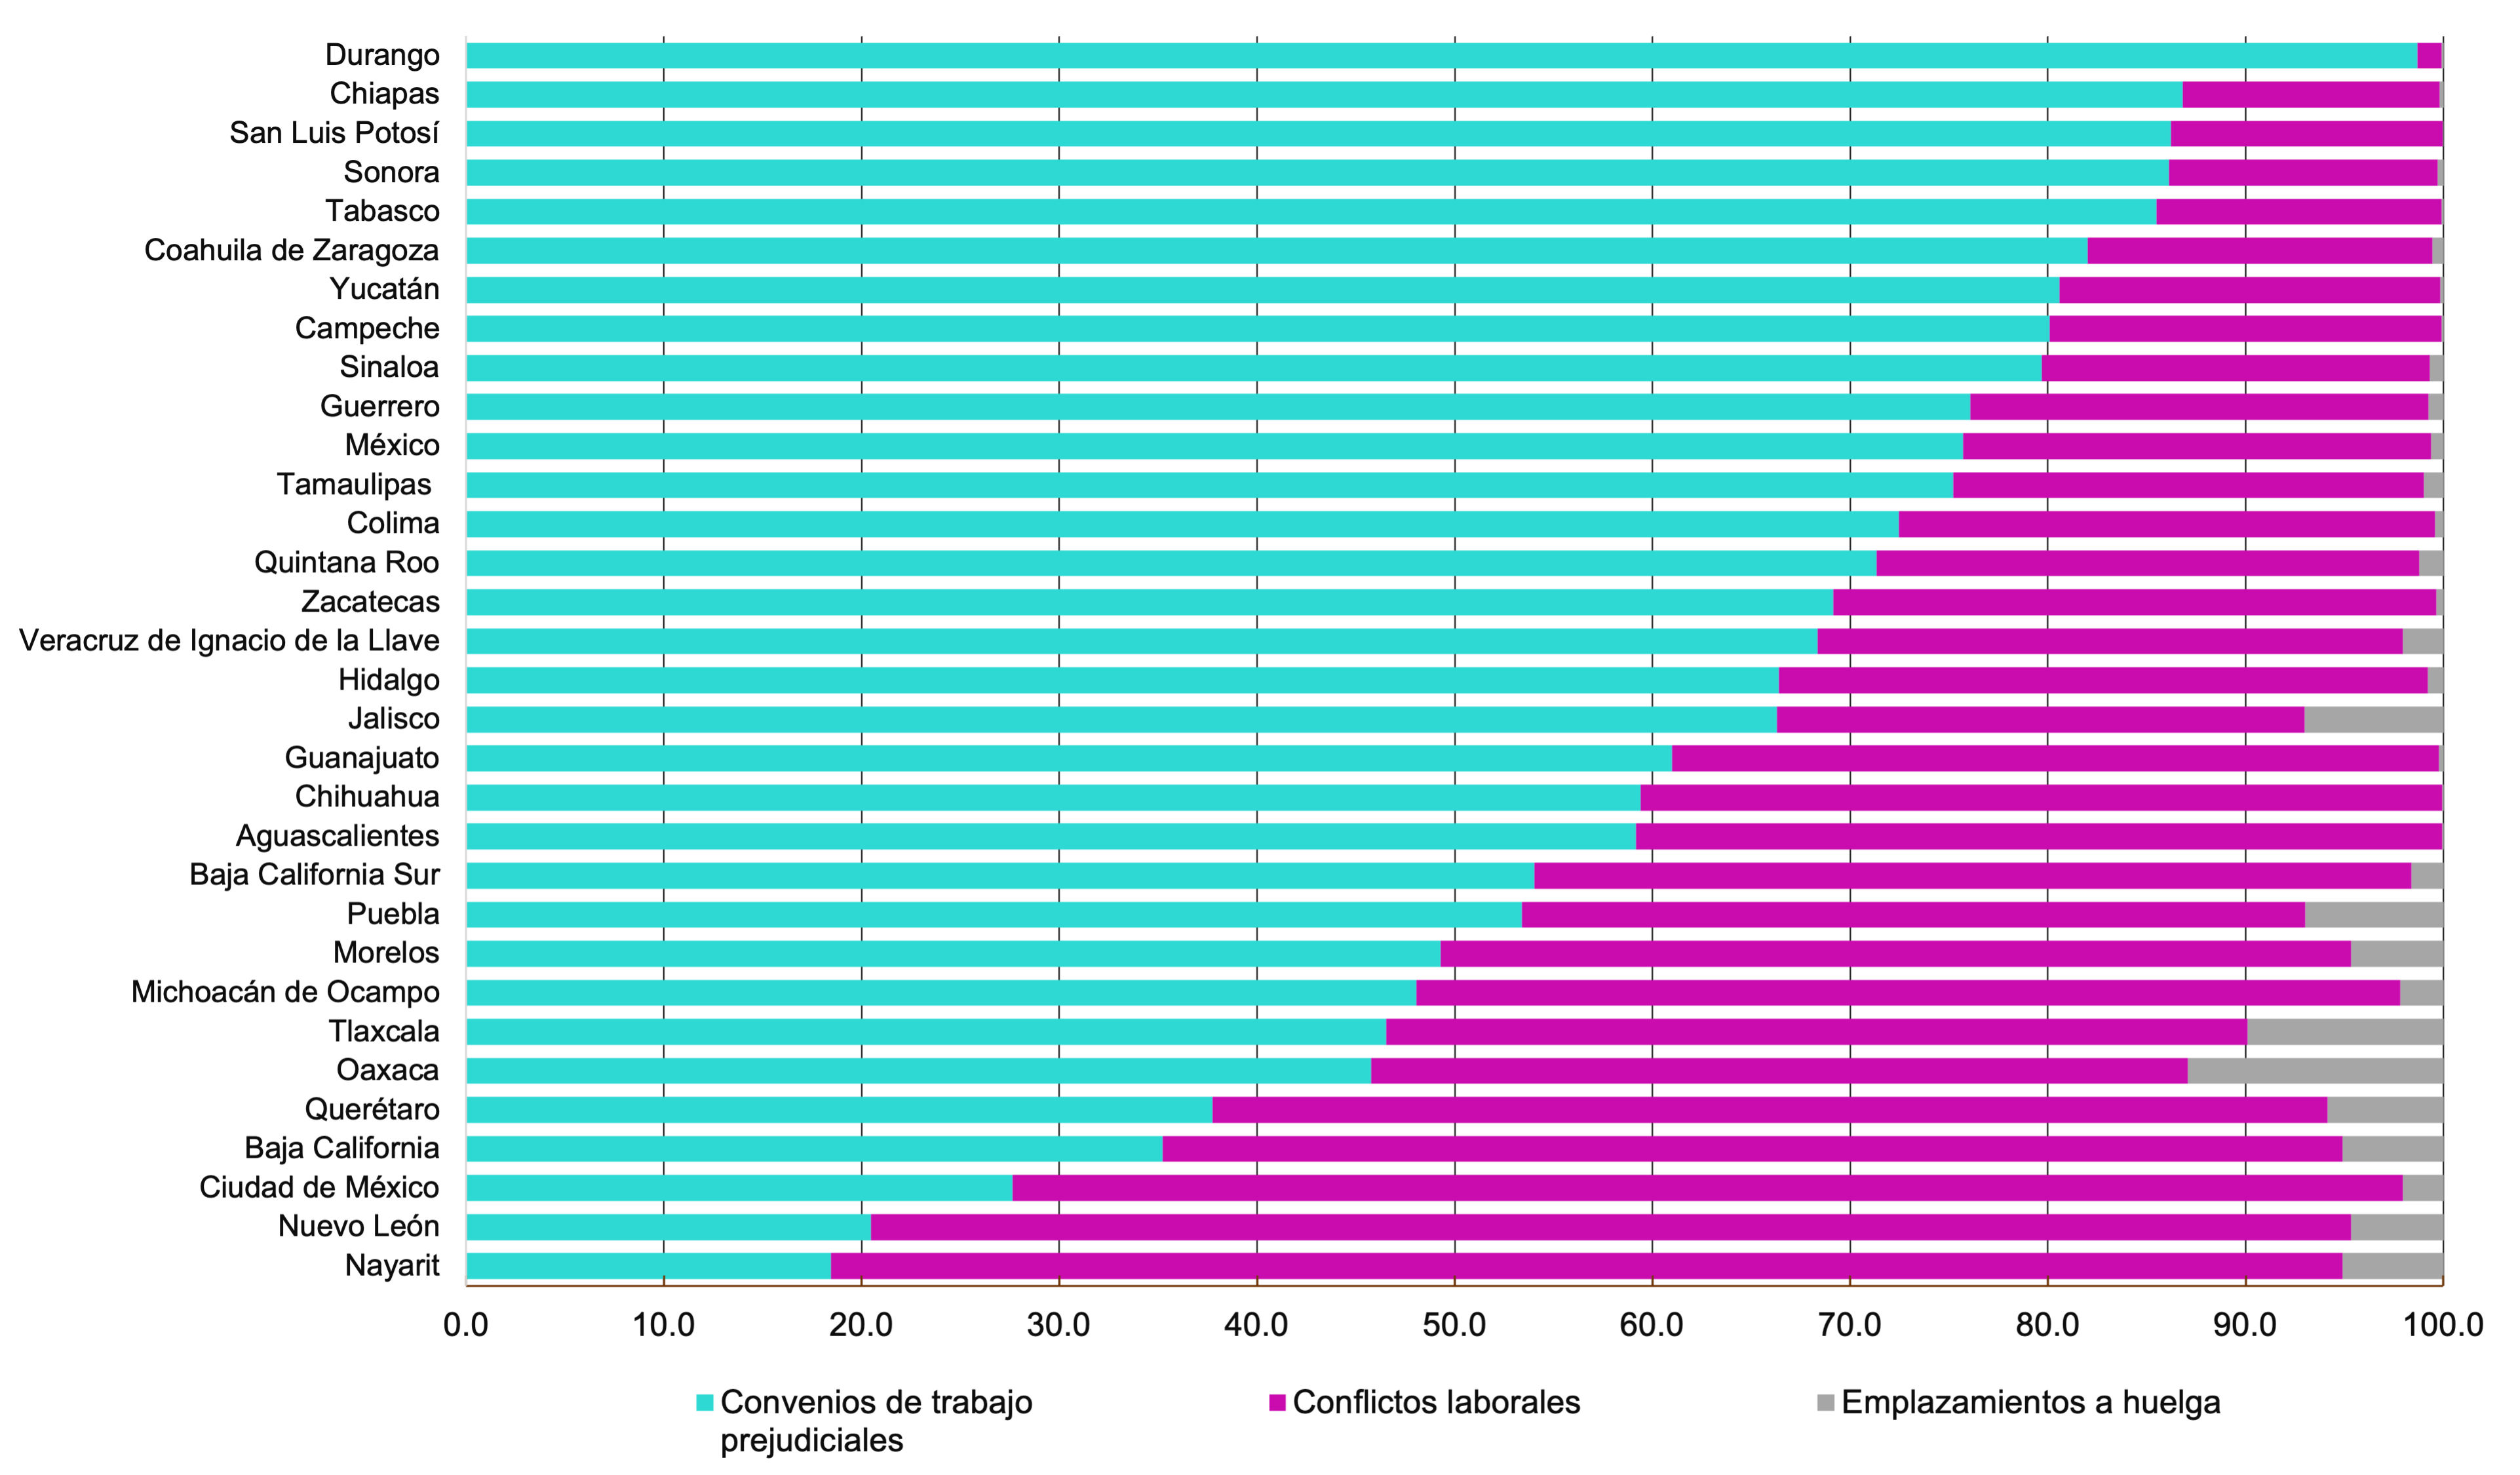 Durango
Chiapas
San Luis Potosí
Sonora
Tabasco
Coahuila de Zaragoza
Yucatán
Campeche
Sinaloa
Guerrero
México
Tamaulipas
Colima
Quintana Roo
Zacatecas
Veracruz de Ignacio de la Llave
Hidalgo
Jalisco
Guanajuato
Chihuahua
Aguascalientes
Baja California Sur
Puebla
Morelos
Michoacán de Ocampo
Tlaxcala
Oaxaca
Querétaro
Baja California
Ciudad de México
Nuevo León
Nayarit
0.0 10.0 20.0 30.0 40.0 50.0 60.0 70.0 80.0 90.0 100.0
Convenios de trabajo
prejudiciales
Conflictos laborales
Emplazamientos a huelga